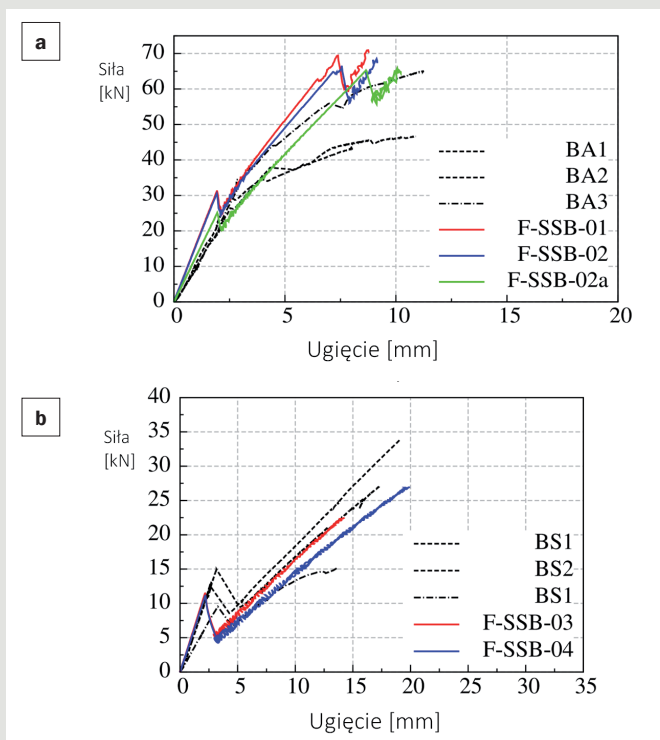 a
Siła
[kN]
70
60
50
40
30
20
10
0
BA1
BA2
BA3
F-SSB-01
F-SSB-02
F-SSB-02a
0 5 10 15 20
Ugięcie [mm]
b
Siła
[kN]
40
35
30
25
20
15
10
5
0
BS1
BS2
BS1
F-SSB-03
F-SSB-04
0 5 10 15 20 25 30 35
Ugięcie [mm]